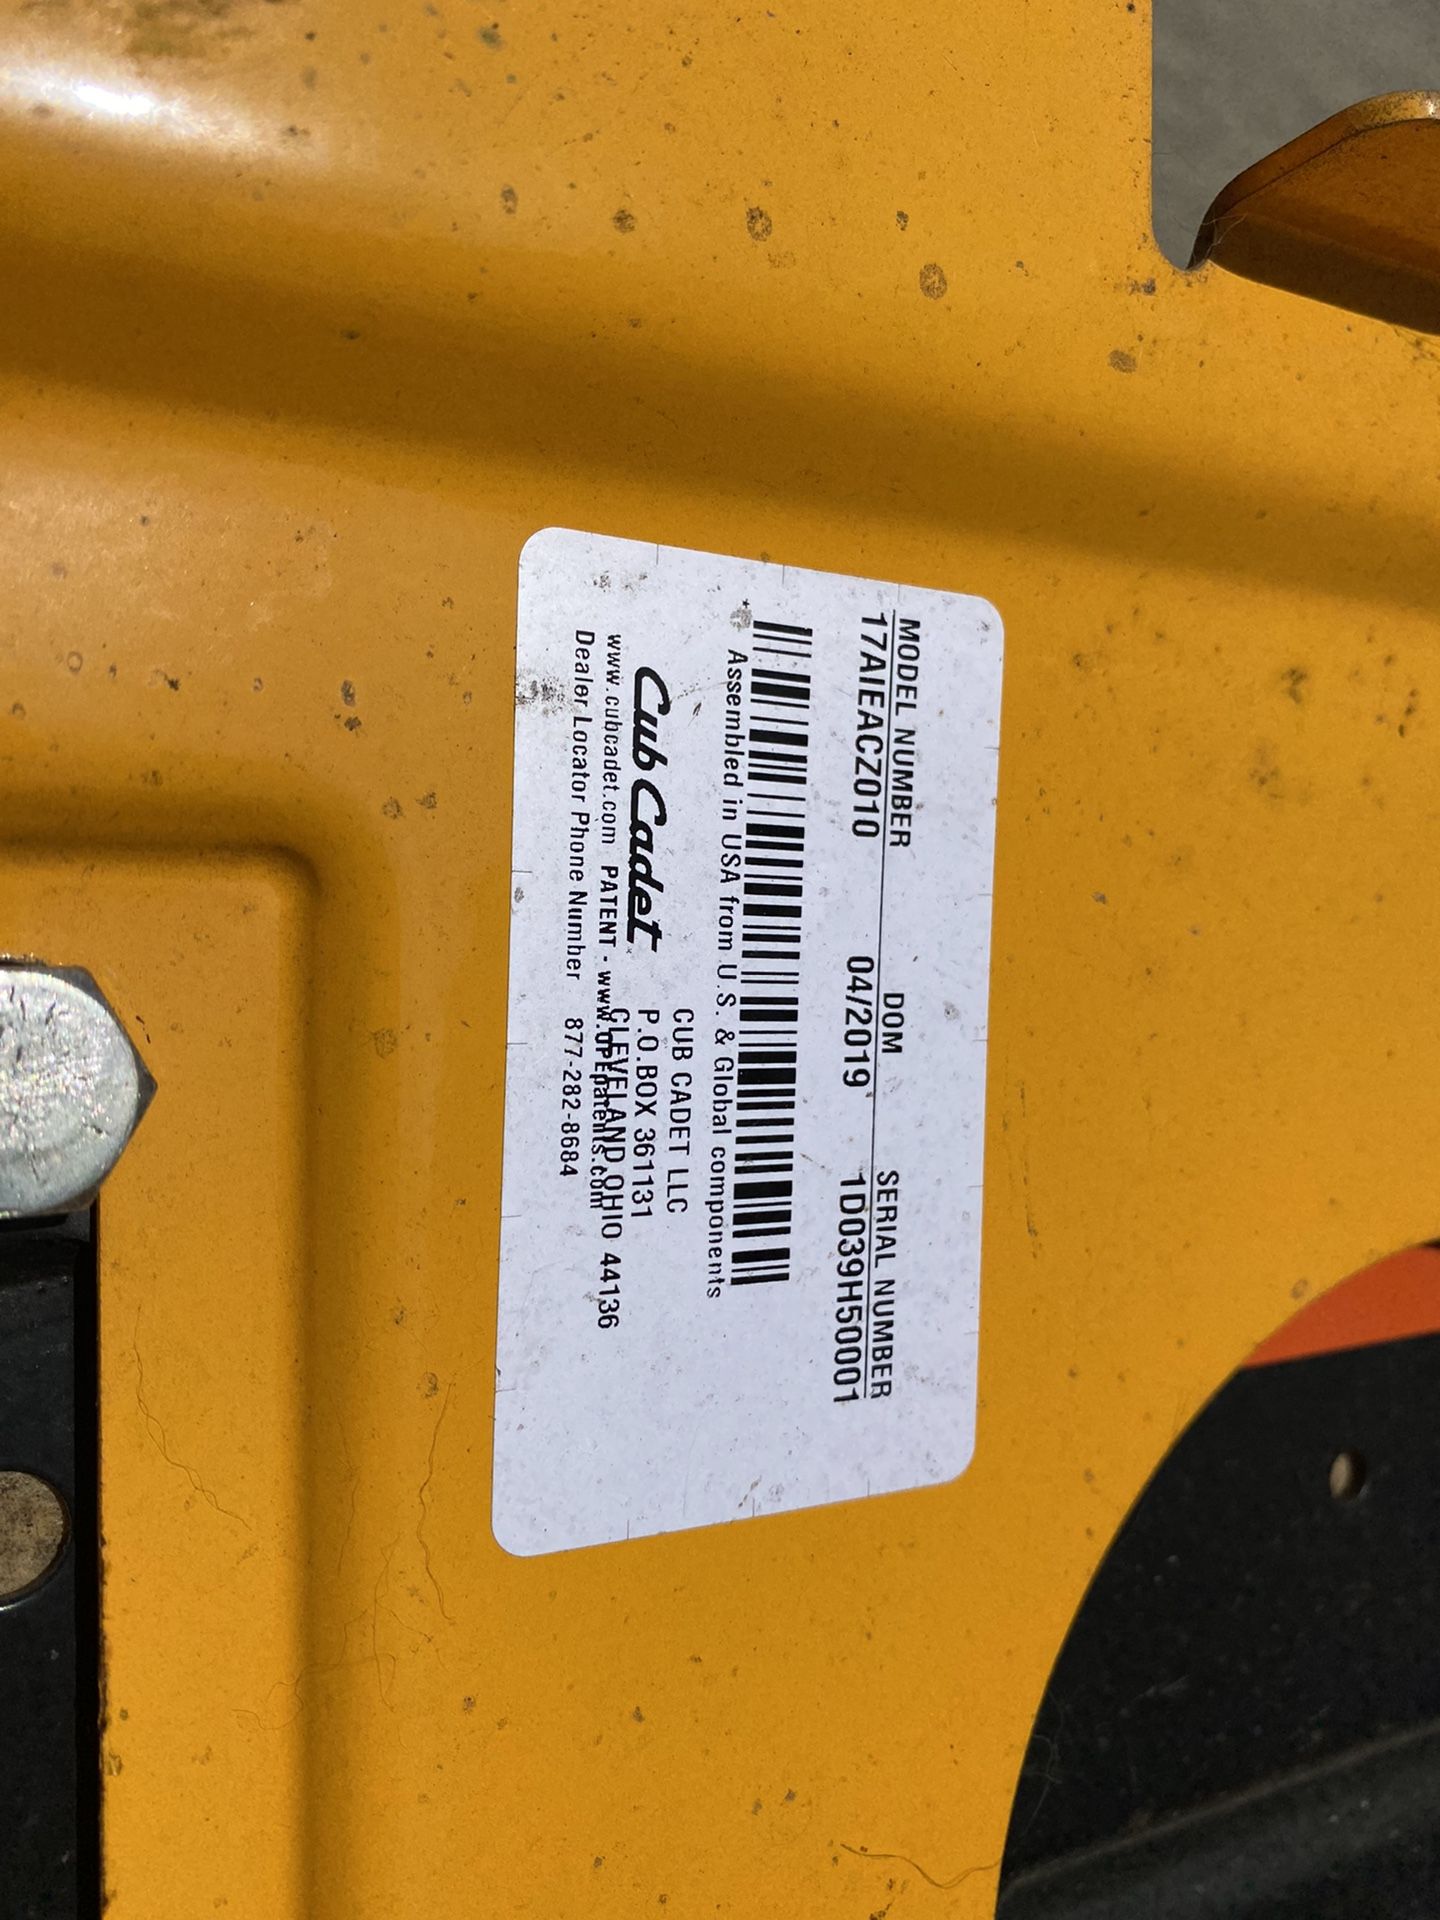 MODEL NUMBER DOM SERIAL NUMBER
17AIEACZ010 04/2019 1D039H50001
Assembled in USA from U.S. & Global components
Cub Cadet
CUB CADET LLC
P.O.BOX 361131
CLEVELAND,OHIO 44136
www.cubcadet.com PATENT - www.OPEpatents.com
Dealer Locator Phone Number 877-282-8684